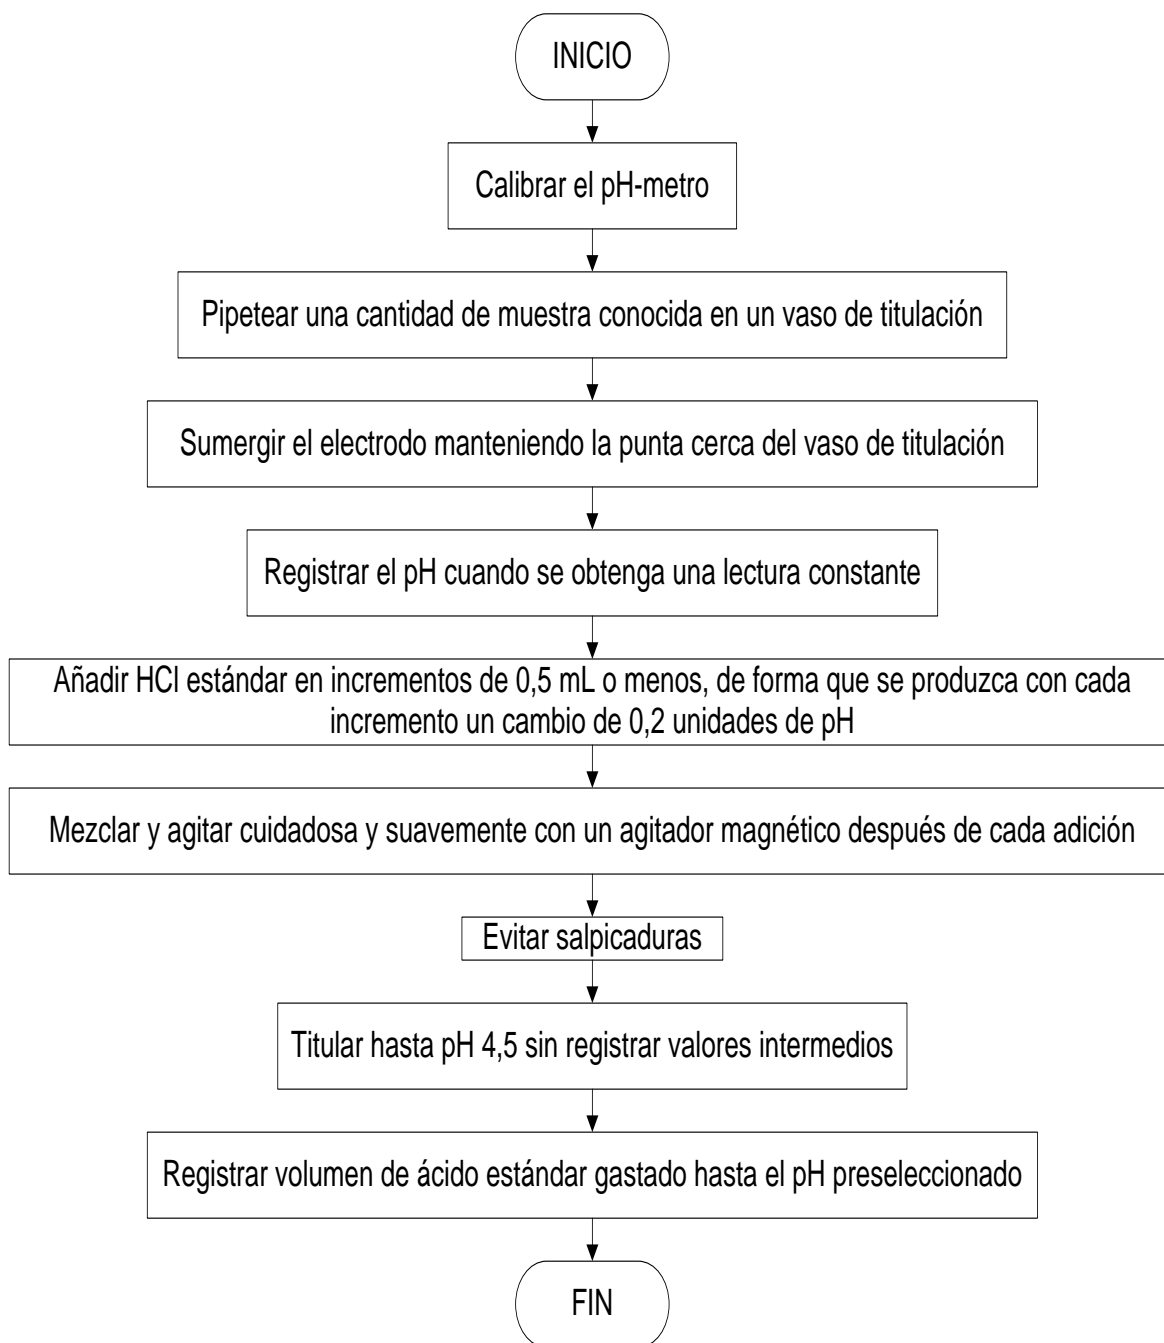 INICIO
Calibrar el pH-metro
Pipetear una cantidad de muestra conocida en un vaso de titulación
Sumergir el electrodo manteniendo la punta cerca del vaso de titulación
Registrar el pH cuando se obtenga una lectura constante
Añadir HCl estándar en incrementos de 0,5 mL o menos, de forma que se produzca con cada
incremento un cambio de 0,2 unidades de pH
Mezclar y agitar cuidadosa y suavemente con un agitador magnético después de cada adición
Evitar salpicaduras
Titular hasta pH 4,5 sin registrar valores intermedios
Registrar volumen de ácido estándar gastado hasta el pH preseleccionado
FIN